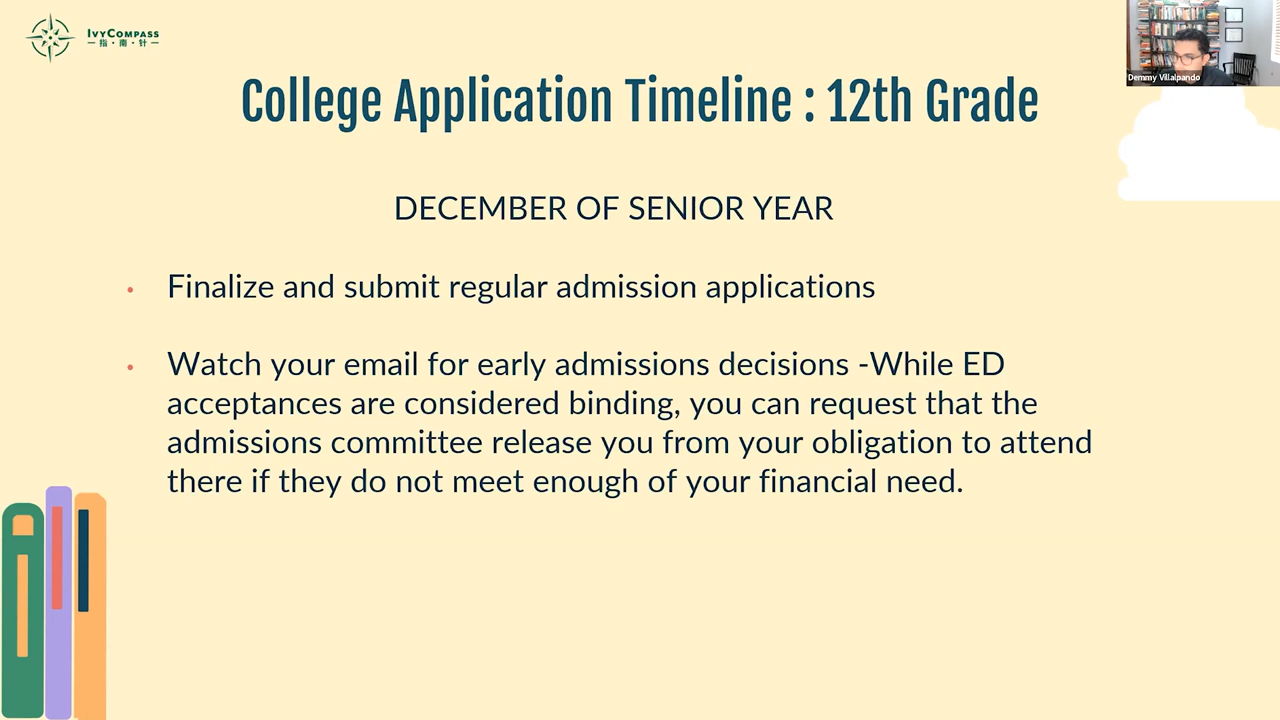 IVYCOMPASS
一指·南·针一
Demmy Villalpando
College Application Timeline : 12th Grade
DECEMBER OF SENIOR YEAR
• Finalize and submit regular admission applications
• Watch your email for early admissions decisions -While ED
acceptances are considered binding, you can request that the
admissions committee release you from your obligation to attend
there if they do not meet enough of your financial need.